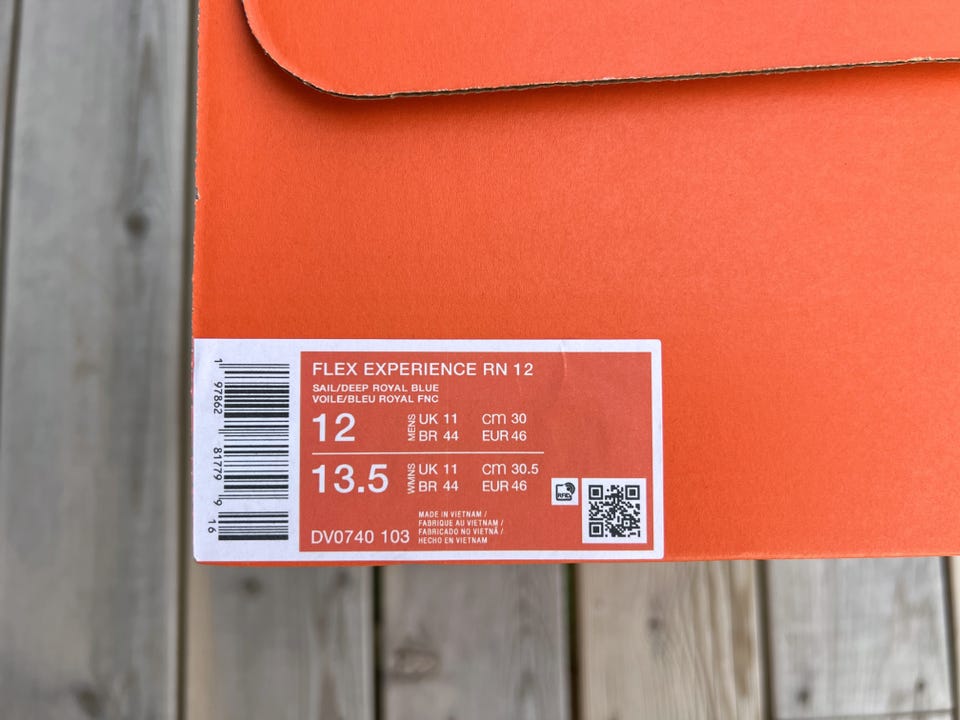 FLEX EXPERIENCE RN 12
SAIL/DEEP ROYAL BLUE
VOILE/BLEU ROYAL FNC
12 MENS UK 11 CM 30
BR 44 EUR 46
13.5 WMNS UK 11 CM 30.5
BR 44 EUR 46
RFID
DV0740 103
MADE IN VIETNAM /
FABRIQUE AU VIETNAM /
FABRICADO NO VIETNÃ /
HECHO EN VIETNAM
1 97862 81779 9 16